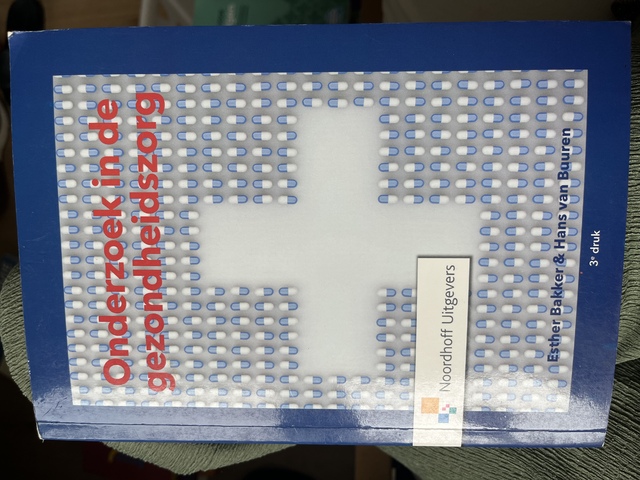 Onderzoek in de
gezondheidszorg
Noordhoff Uitgevers
Esther Bakker & Hans van Buuren
3e druk